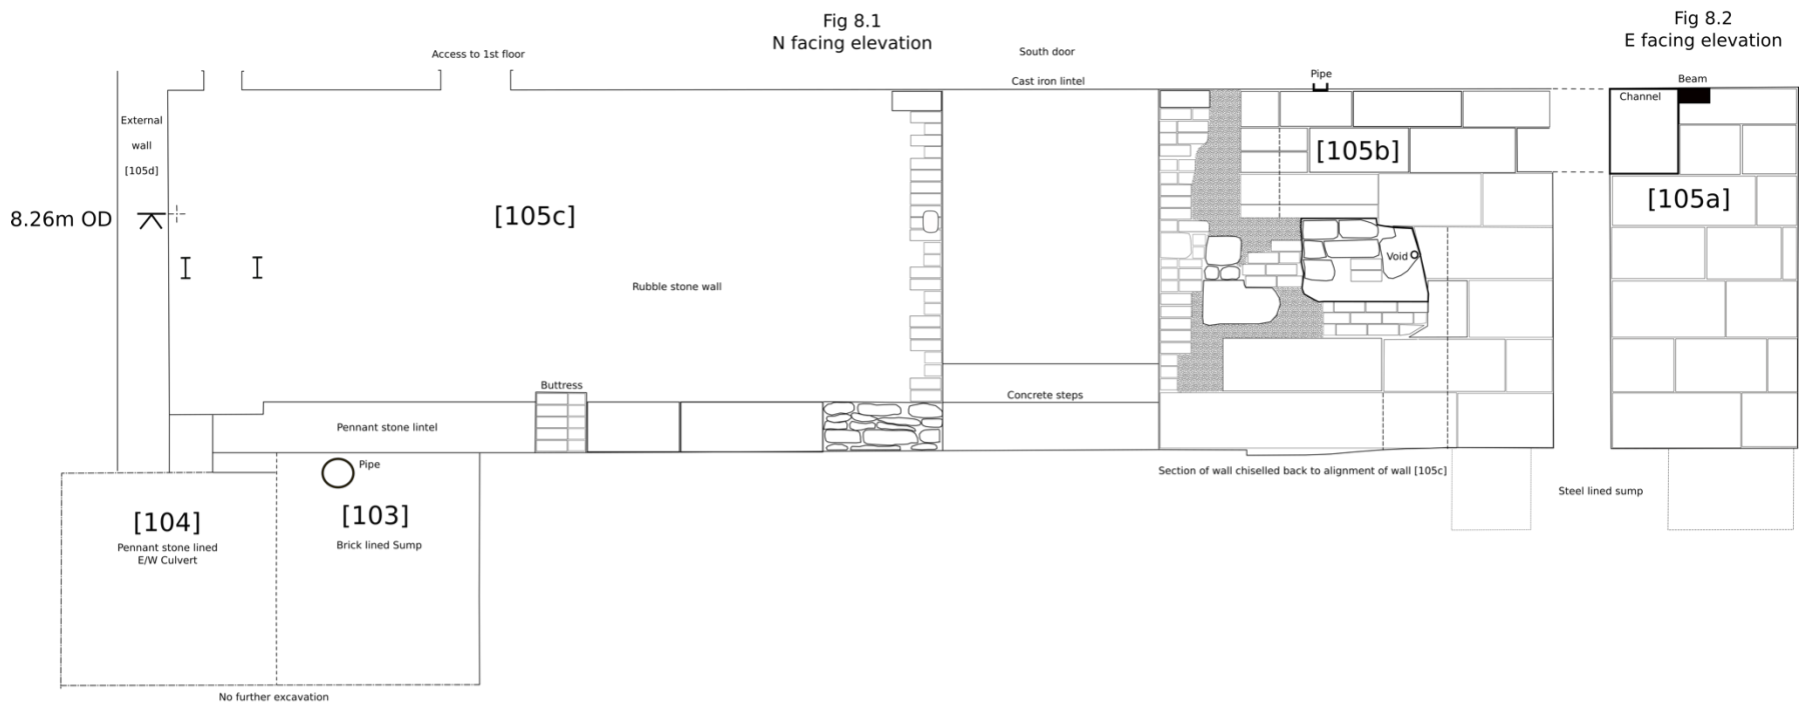 Fig 8.1
N facing elevation
Fig 8.2
E facing elevation
Access to 1st floor
South door
Cast iron lintel
Pipe
Beam
Channel
External
wall
[105d]
[105b]
[105a]
8.26m OD
[105c]
Void
Rubble stone wall
Buttress
Concrete steps
Pennant stone lintel
Pipe
Section of wall chiselled back to alignment of wall [105c]
Steel lined sump
[104]
Pennant stone lined
E/W Culvert
[103]
Brick lined Sump
No further excavation